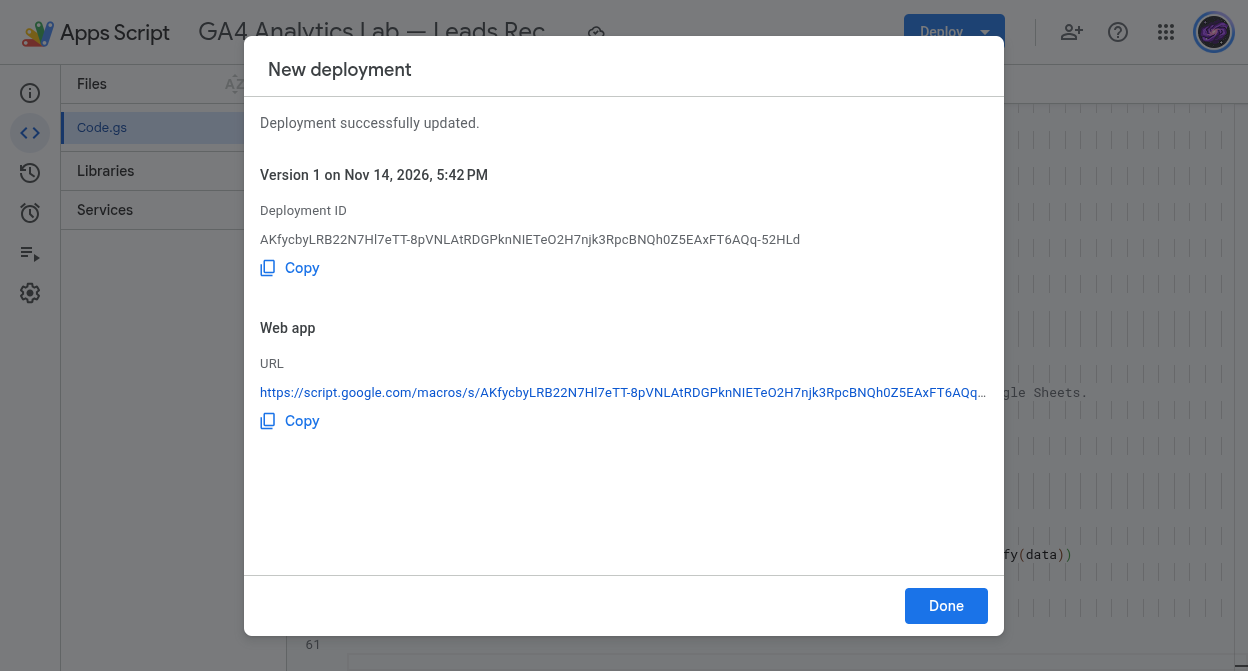 Apps Script
GA4 Analytics Lab — Leads Rec
Deploy
Files
AZ
Code.gs
Libraries
Services
New deployment
Deployment successfully updated.
Version 1 on Nov 14, 2026, 5:42 PM
Deployment ID
AKfycbyLRB22N7Hl7eTT-8pVNLAtRDGPknNIETeO2H7njk3RpcBNQh0Z5EAxFT6AQq-52HLd
Copy
Web app
URL
https://script.google.com/macros/s/AKfycbyLRB22N7Hl7eTT-8pVNLAtRDGPknNIETeO2H7njk3RpcBNQh0Z5EAxFT6AQq…
Copy
gle Sheets.
fy(data))
Done
61